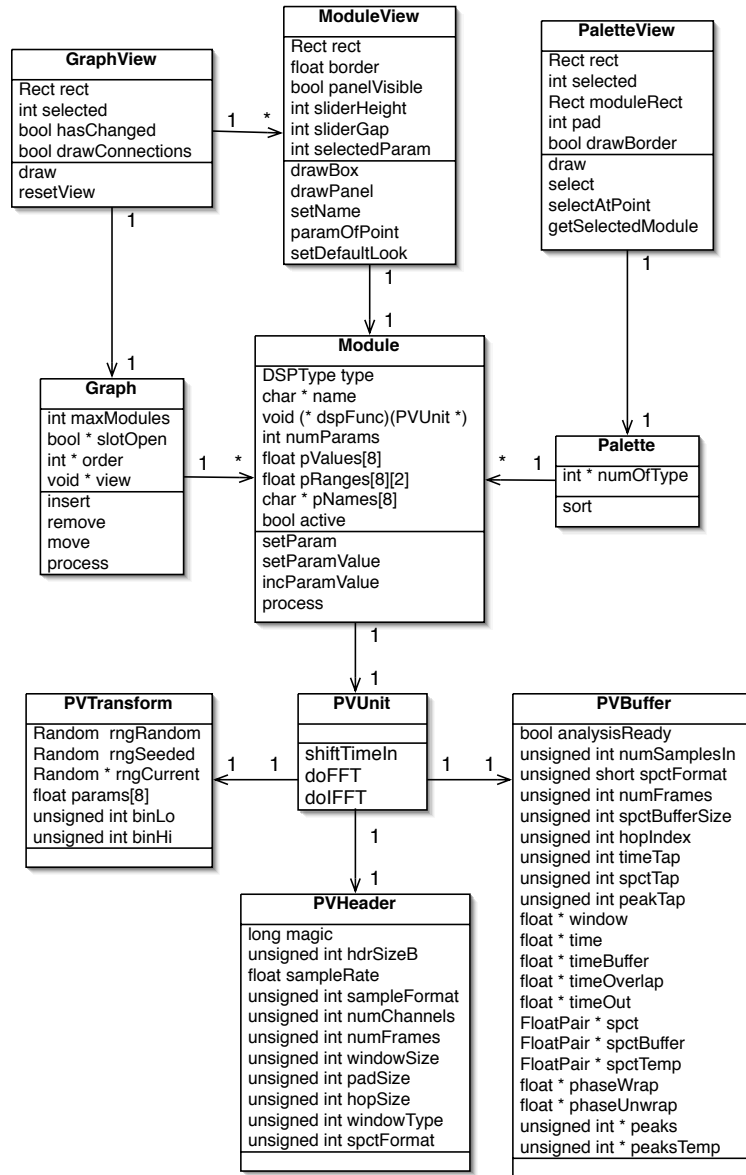 GraphView
Rect rect
int selected
bool hasChanged
bool drawConnections
draw
resetView
1
*
1
1
ModuleView
Rect rect
float border
bool panelVisible
int sliderHeight
int sliderGap
int selectedParam
drawBox
drawPanel
setName
paramOfPoint
setDefaultLook
1
1
PaletteView
Rect rect
int selected
Rect moduleRect
int pad
bool drawBorder
draw
select
selectAtPoint
getSelectedModule
1
1
Graph
int maxModules
bool * slotOpen
int * order
void * view
insert
remove
move
process
1
*
Module
DSPType type
char * name
void (* dspFunc)(PVUnit *)
int numParams
float pValues[8]
float pRanges[8][2]
char * pNames[8]
bool active
setParam
setParamValue
incParamValue
process
*
1
Palette
int * numOfType
sort
1
1
PVTransform
Random rngRandom
Random rngSeeded
Random * rngCurrent
float params[8]
unsigned int binLo
unsigned int binHi
1
1
PVUnit
shiftTimeIn
doFFT
doIFFT
1
1
1
1
PVHeader
long magic
unsigned int hdrSizeB
float sampleRate
unsigned int sampleFormat
unsigned int numChannels
unsigned int numFrames
unsigned int windowSize
unsigned int padSize
unsigned int hopSize
unsigned int windowType
unsigned int spctFormat
PVBuffer
bool analysisReady
unsigned int numSamplesIn
unsigned short spctFormat
unsigned int numFrames
unsigned int spctBufferSize
unsigned int hopIndex
unsigned int timeTap
unsigned int spctTap
unsigned int peakTap
float * window
float * time
float * timeBuffer
float * timeOverlap
float * timeOut
FloatPair * spct
FloatPair * spctBuffer
FloatPair * spctTemp
float * phaseWrap
float * phaseUnwrap
unsigned int * peaks
unsigned int * peaksTemp